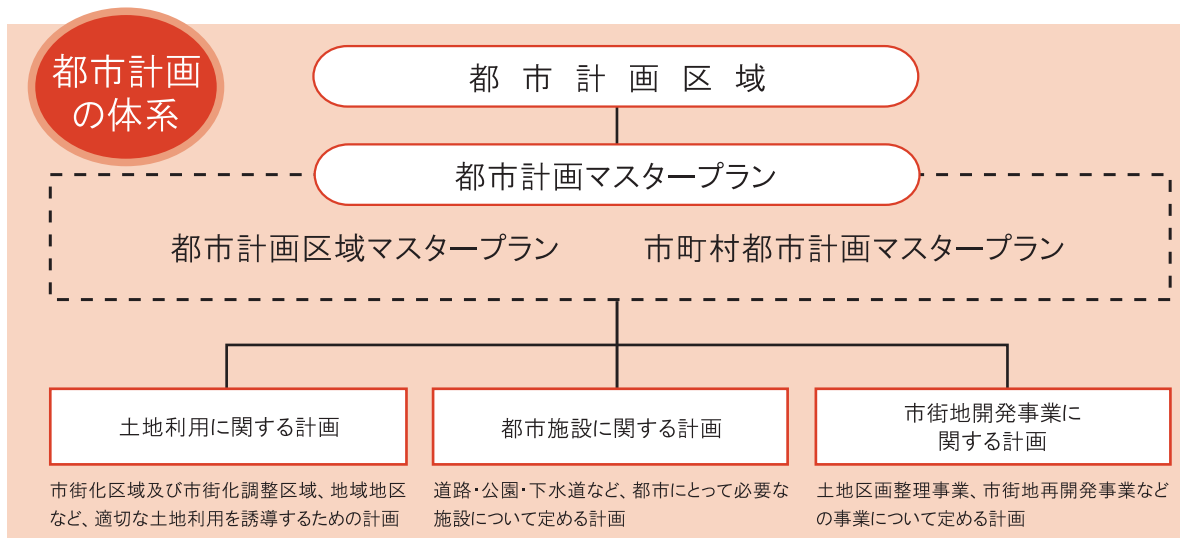 都市計画
の体系
都市計画区域
都市計画マスタープラン
都市計画区域マスタープラン
市町村都市計画マスタープラン
土地利用に関する計画
市街化区域及び市街化調整区域、地域地区
など、適切な土地利用を誘導するための計画
都市施設に関する計画
道路・公園・下水道など、都市にとって必要な
施設について定める計画
市街地開発事業に
関する計画
土地区画整理事業、市街地再開発事業など
の事業について定める計画